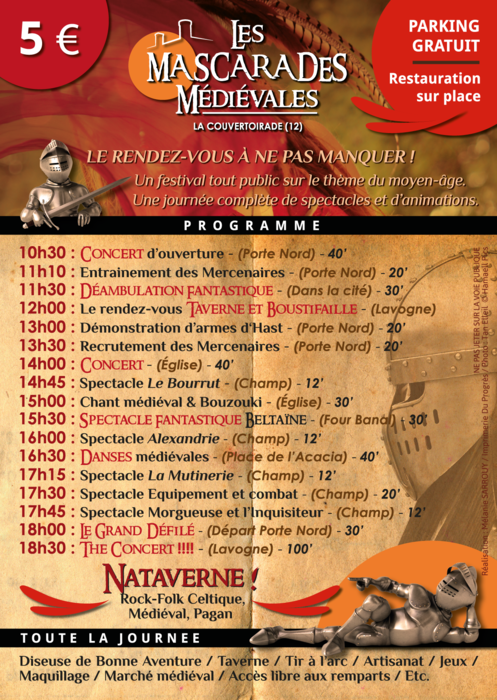 5 €
LES
MASCARADES
MÉDIÉVALES
LA COUVERTOIRADE (12)
PARKING
GRATUIT
Restauration
sur place
LE RENDEZ-VOUS À NE PAS MANQUER !
Un festival tout public sur le thème du moyen-âge.
Une journée complète de spectacles et d'animations.
PROGRAMME
10h30 : CONCERT d'ouverture - (Porte Nord) - 40'
11h10 : Entrainement des Mercenaires - (Porte Nord) - 20'
11h30 : DÉAMBULATION FANTASTIQUE - (Dans la cité) - 30'
12h00 : Le rendez-vous TAVERNE ET BOUSTIFAILLE - (Lavogne)
13h00 : Démonstration d'armes d'Hast - (Porte Nord) - 20'
13h30 : Recrutement des Mercenaires - (Porte Nord) - 20'
14h00 : CONCERT - (Église) - 40'
14h45 : Spectacle Le Bourrut - (Champ) - 12'
15h00 : Chant médiéval & Bouzouki - (Église) - 30'
15h30 : SPECTACLE FANTASTIQUE BELTAÏNE - (Four Banal) - 30'
16h00 : Spectacle Alexandrie - (Champ) - 12'
16h30 : DANSES médiévales - (Place de l'Acacia) - 40'
17h15 : Spectacle La Mutinerie - (Champ) - 12'
17h30 : Spectacle Equipement et combat - (Champ) - 20'
17h45 : Spectacle Morgueuse et l'Inquisiteur - (Champ) - 12'
18h00 : LE GRAND DÉFILÉ - (Départ Porte Nord) - 30'
18h30 : THE CONCERT !!!! - (Lavogne) - 100'
NATAVERNE !
Rock-Folk Celtique,
Médiéval, Pagan
NE PAS JETER SUR LA VOIE PUBLIQUE
Réalisation : Mélanie SARROUY / Imprimerie Du Progrès / Photo
TOUTE LA JOURNEE
Diseuse de Bonne Aventure / Taverne / Tir à l'arc / Artisanat / Jeux /
Maquillage / Marché médiéval / Accès libre aux remparts / Etc.